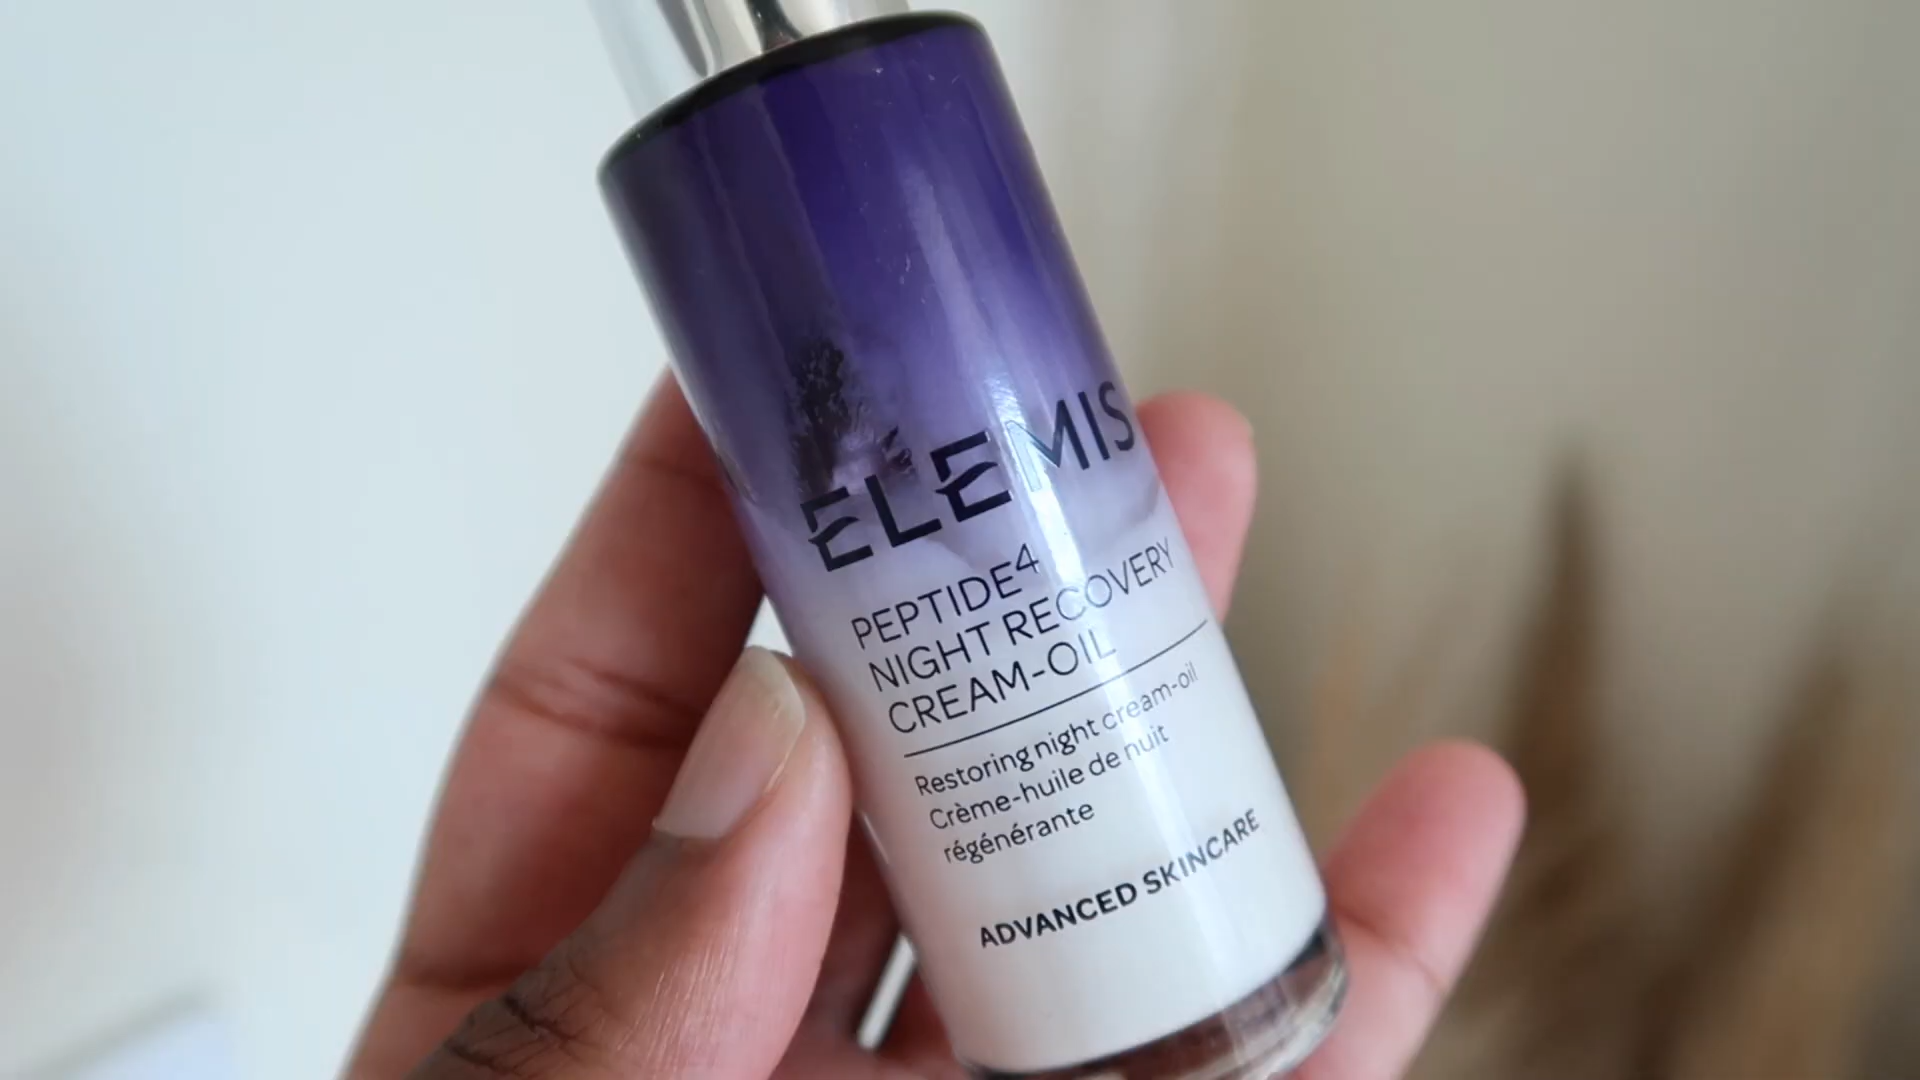 ELEMIS
PEPTIDE⁴
NIGHT RECOVERY
CREAM-OIL
Restoring night cream-oil
Crème-huile de nuit
régénérante
ADVANCED SKINCARE